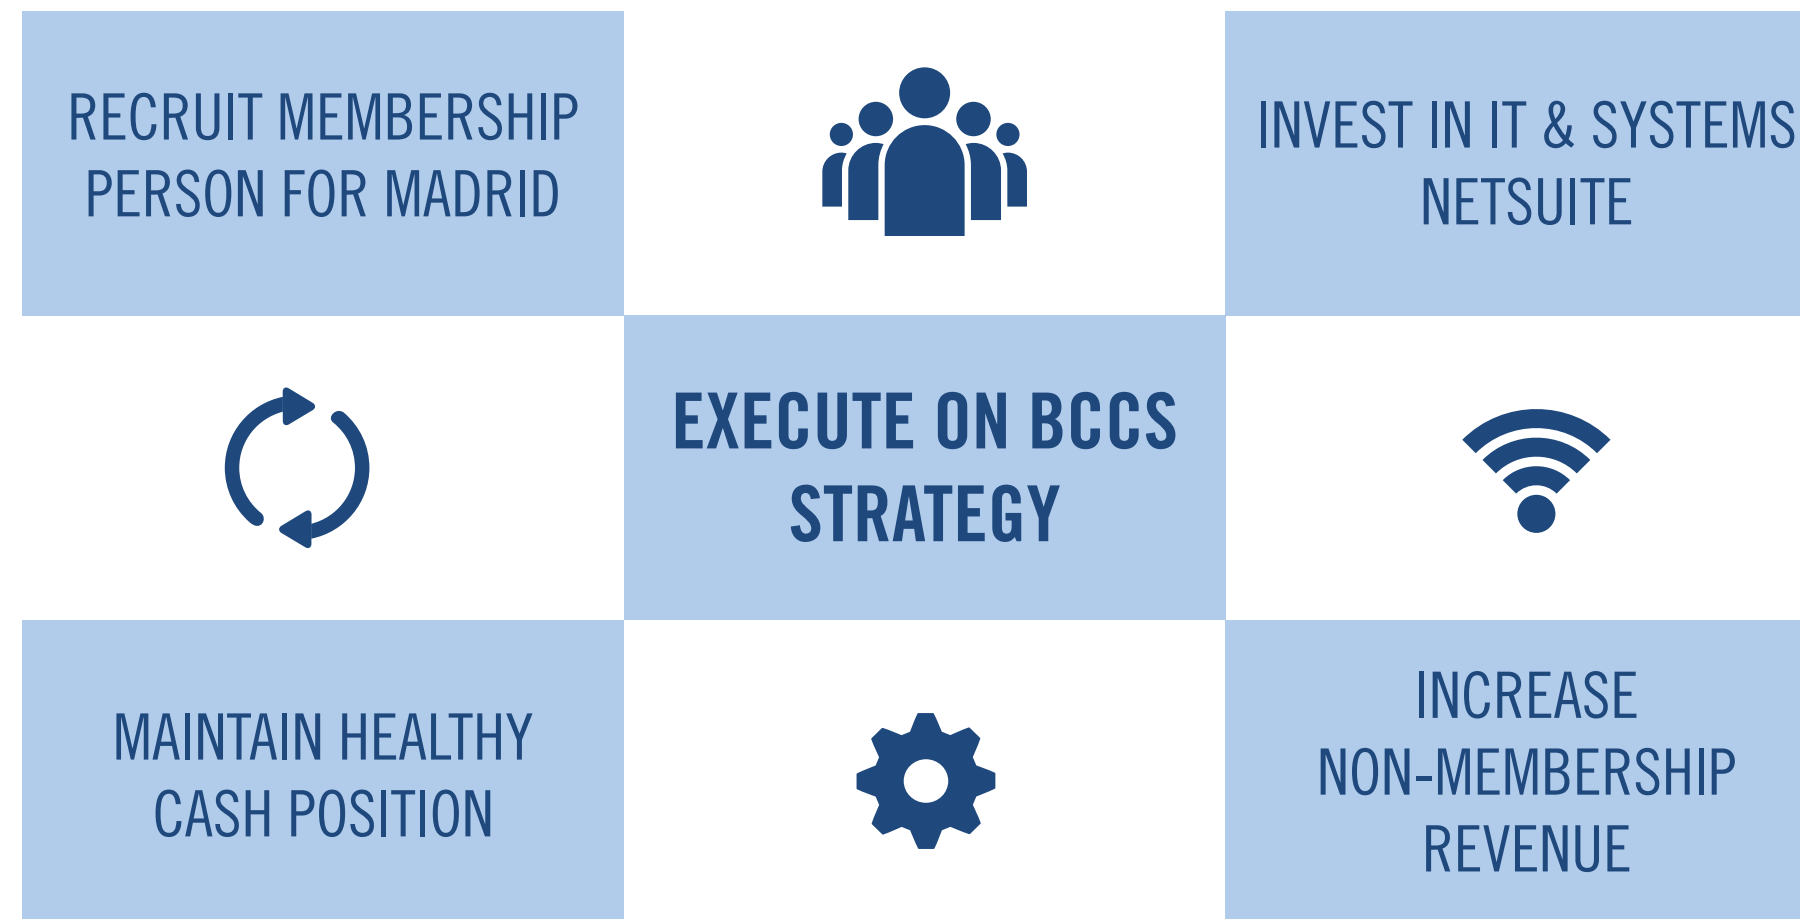 RECRUIT MEMBERSHIP
PERSON FOR MADRID
INVEST IN IT & SYSTEMS
NETSUITE
EXECUTE ON BCCS
STRATEGY
MAINTAIN HEALTHY
CASH POSITION
INCREASE
NON-MEMBERSHIP
REVENUE